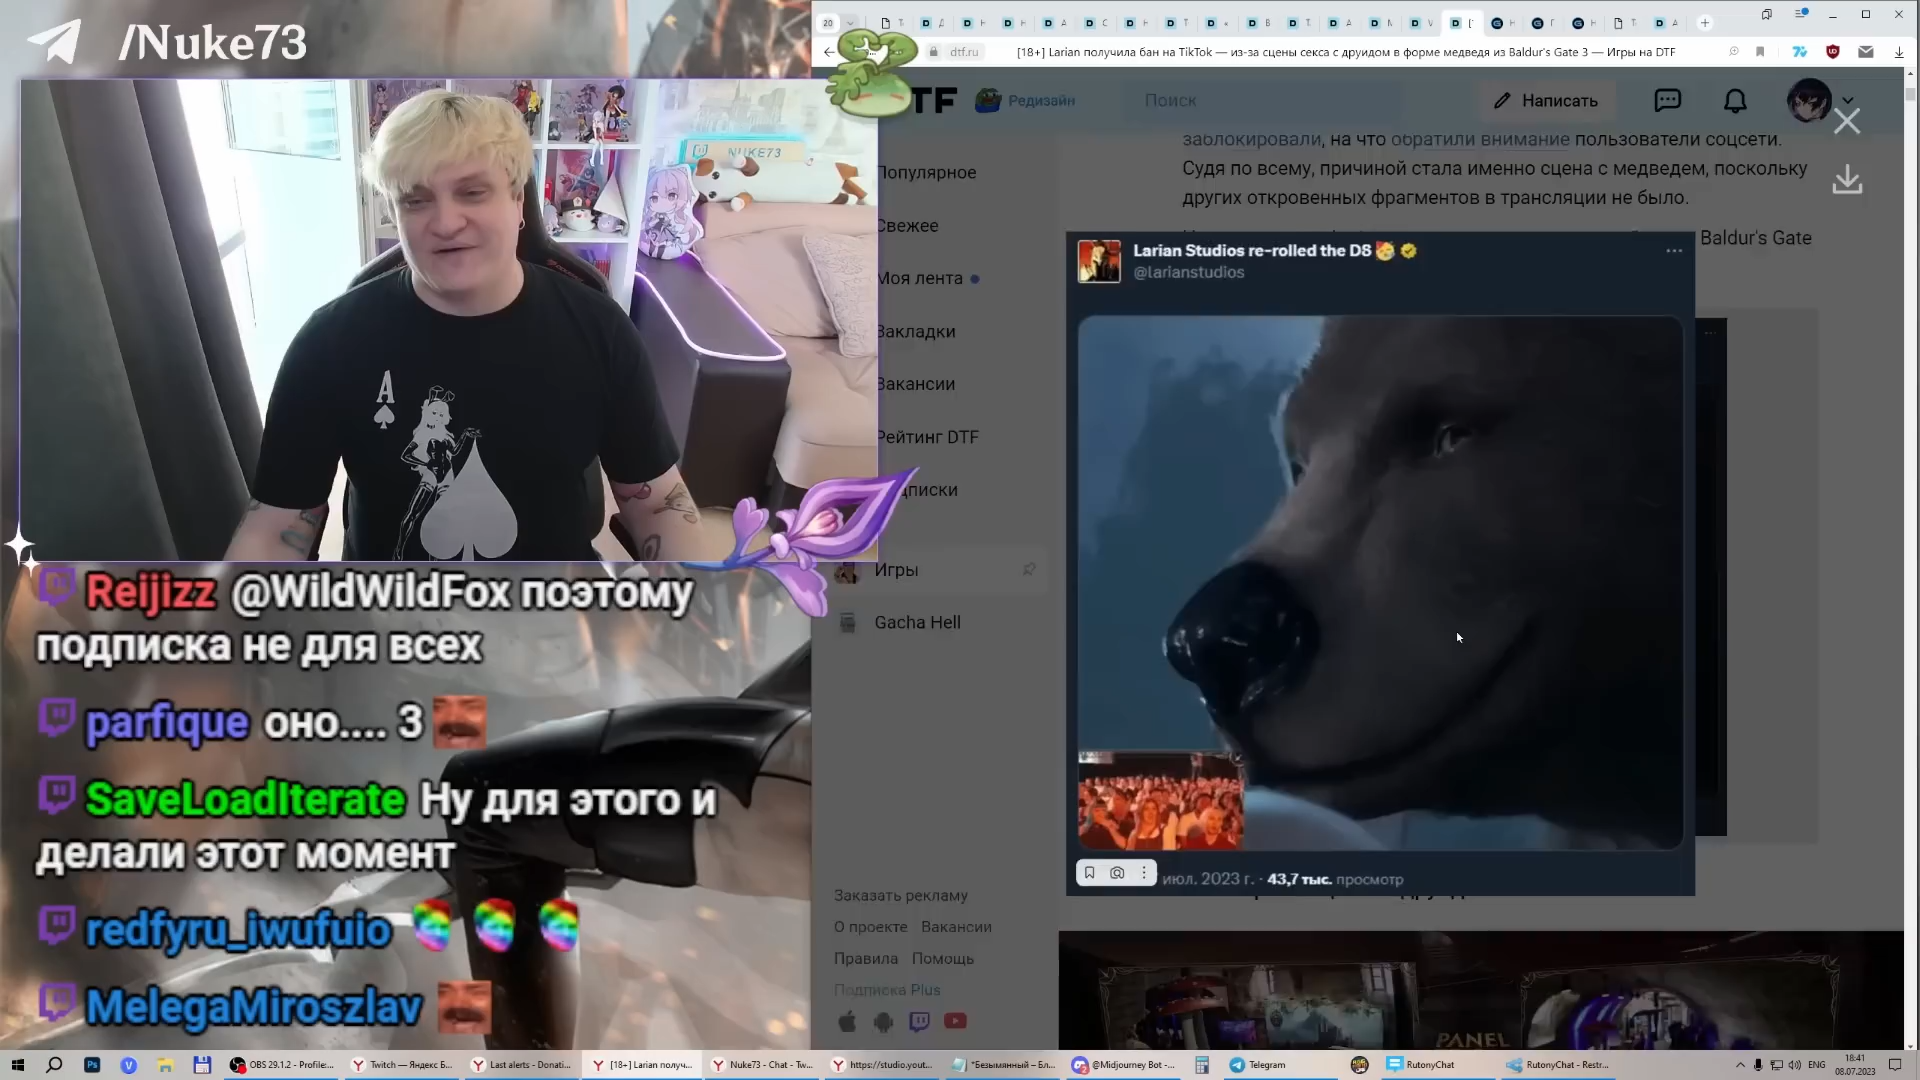 /Nuke73
NUKE73
A
Reijizz @WildWildFox поэтому
подписка не для всех
parfique оно.... 3
SaveLoadIterate Ну для этого и
делали этот момент
redfyru_iwufuio
MelegaMiroszlav
20
dtf.ru
[18+] Larian получила бан на TikTok — из-за сцены секса с друидом в форме медведя из Baldur's Gate 3 — Игры на DTF
TF
Редизайн
Поиск
Написать
Популярное
Свежее
Моя лента
Закладки
Вакансии
Рейтинг DTF
дписки
Игры
Gacha Hell
Заказать рекламу
О проекте Вакансии
Правила Помощь
Подписка Plus
заблокировали, на что обратили внимание пользователи соцсети.
Судя по всему, причиной стала именно сцена с медведем, поскольку
других откровенных фрагментов в трансляции не было.
Baldur's Gate
Larian Studios re-rolled the D8
@larianstudios
июл. 2023 г. · 43,7 тыс. просмотр
PANEL
OBS 29.1.2 - Profile:...
Twitch — Яндекс Б...
Last alerts - Donati...
[18+] Larian получ...
Nuke73 - Chat - Tw...
https://studio.yout...
*Безымянный – Бл...
@Midjourney Bot -...
Telegram
RutonyChat
RutonyChat - Restr...
ENG
18:41
08.07.2023